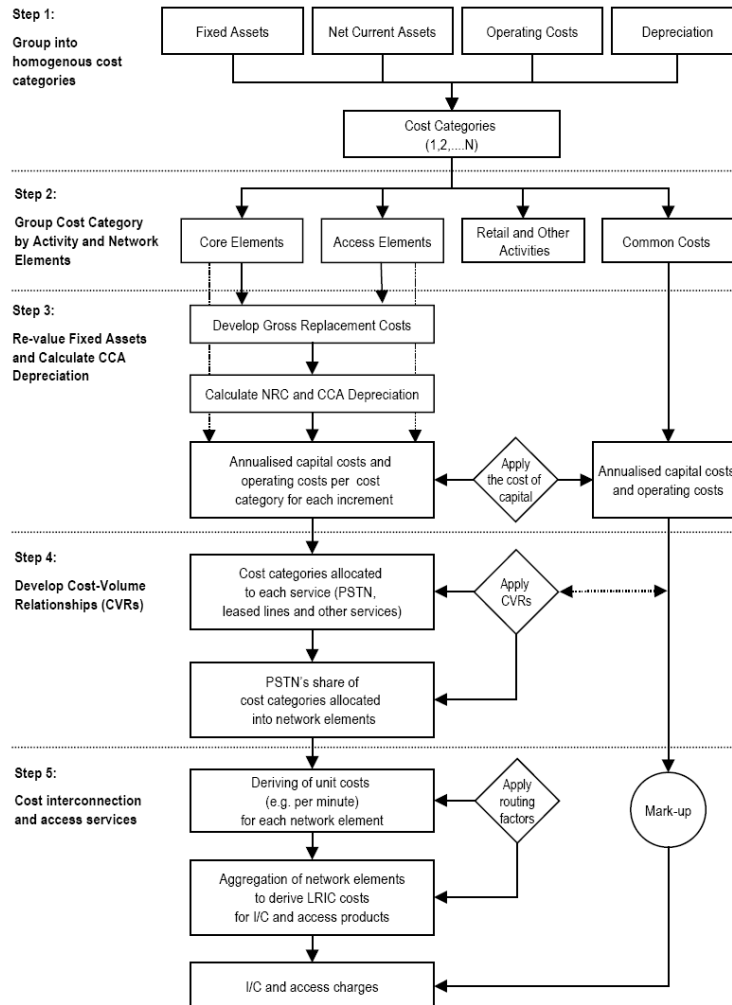 Step 1:
Group into
homogenous cost
categories
Fixed Assets
Net Current Assets
Operating Costs
Depreciation
Cost Categories
(1,2,....N)
Step 2:
Group Cost Category
by Activity and Network
Elements
Core Elements
Access Elements
Retail and Other
Activities
Common Costs
Step 3:
Re-value Fixed Assets
and Calculate CCA
Depreciation
Develop Gross Replacement Costs
Calculate NRC and CCA Depreciation
Annualised capital costs and
operating costs per cost
category for each increment
Apply
the cost of
capital
Annualised capital costs
and operating costs
Step 4:
Develop Cost-Volume
Relationships (CVRs)
Cost categories allocated
to each service (PSTN,
leased lines and other services)
Apply
CVRs
PSTN's share of
cost categories allocated
into network elements
Step 5:
Cost interconnection
and access services
Deriving of unit costs
(e.g. per minute)
for each network element
Apply
routing
factors
Mark-up
Aggregation of network elements
to derive LRIC costs
for I/C and access products
I/C and access charges